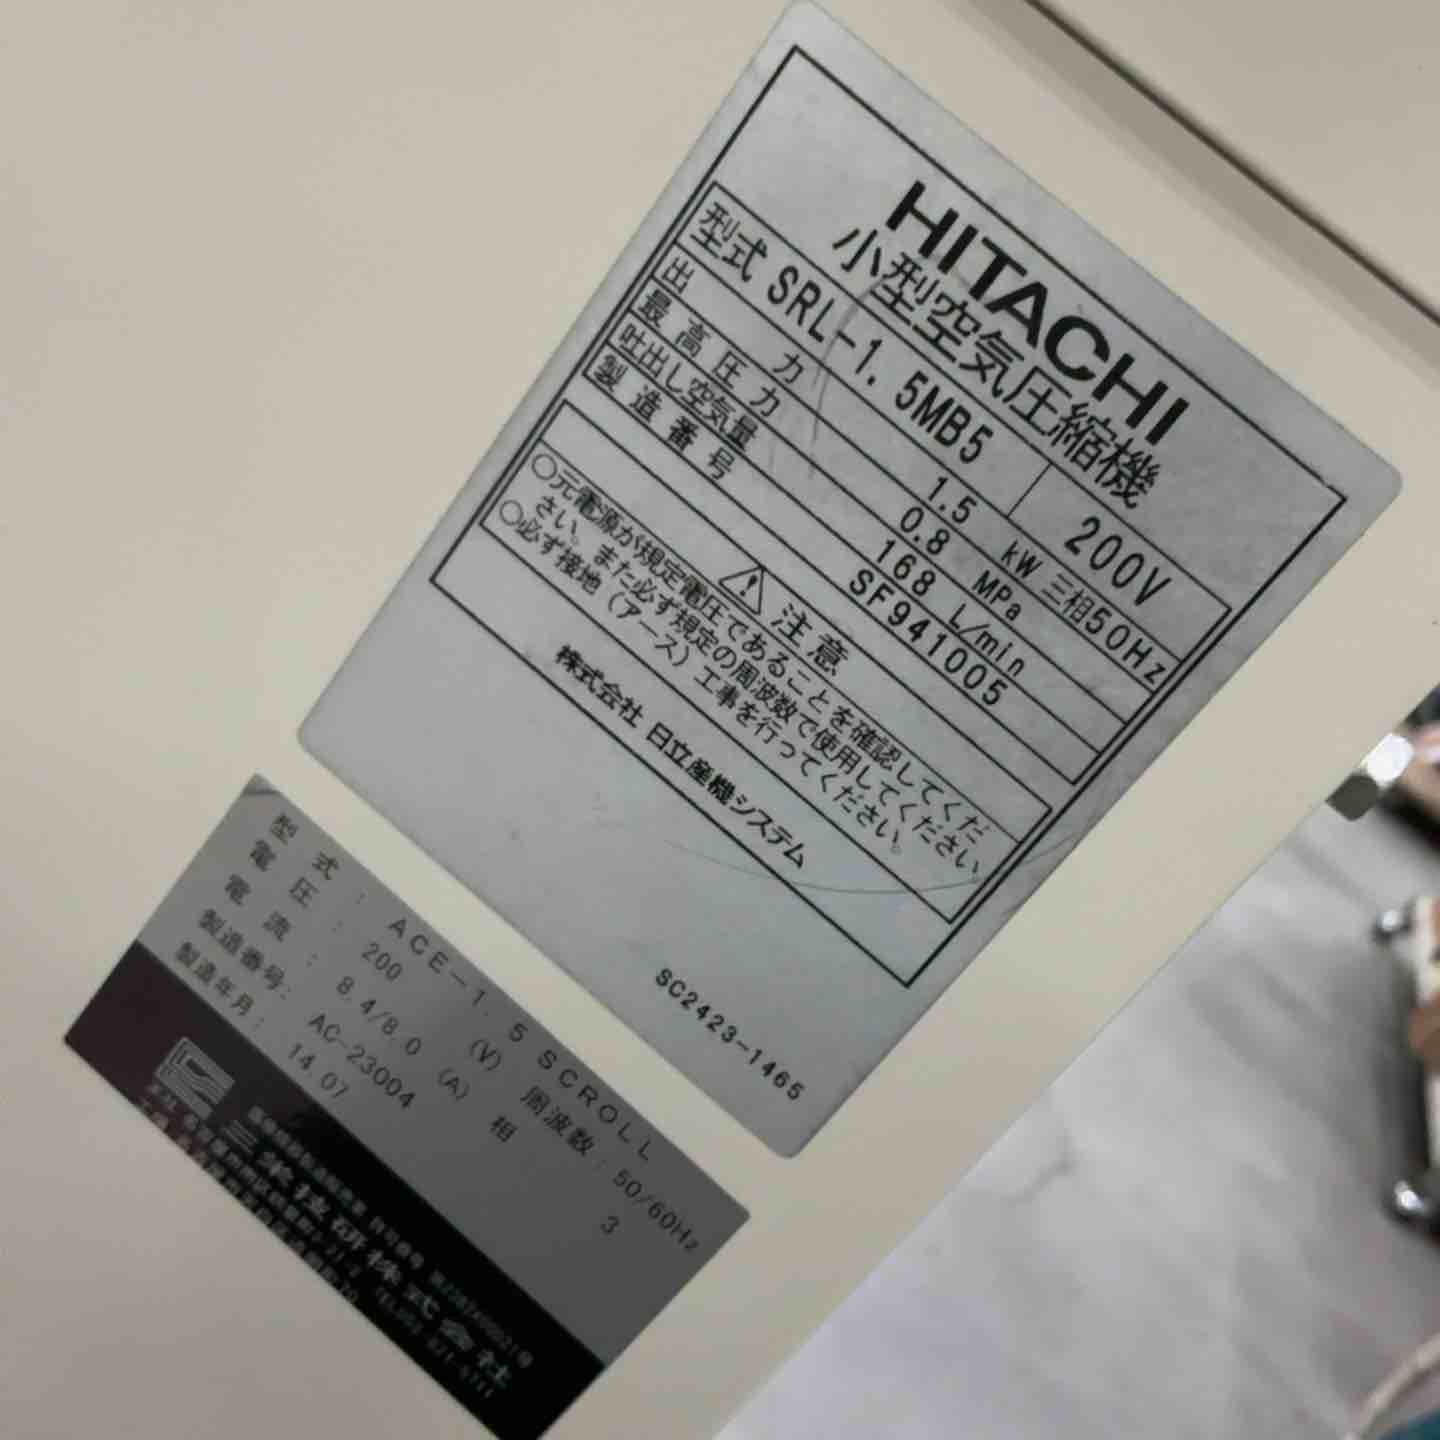 HITACHI
小型空気圧縮機
型式 SRL-1.5MB5 200V
出力 1.5 kW 三相50Hz
最高圧力 0.8 MPa
吐出し空気量 168 L/min
製造番号 SF941005
⚠ 注意
○元電源が規定電圧であることを確認してくだ
さい。また必ず規定の周波数で使用してください。
○必ず接地(アース)工事を行ってください。
株式会社 日立産機システム
SC2423-1465
型式: ACE-1.5SCROLL
電圧: 200 (V) 周波数: 50/60Hz
電流: 8.4/8.0 (A) 相 3
製造番号: AC-23004
製造年月: 14 07
技研株式会社